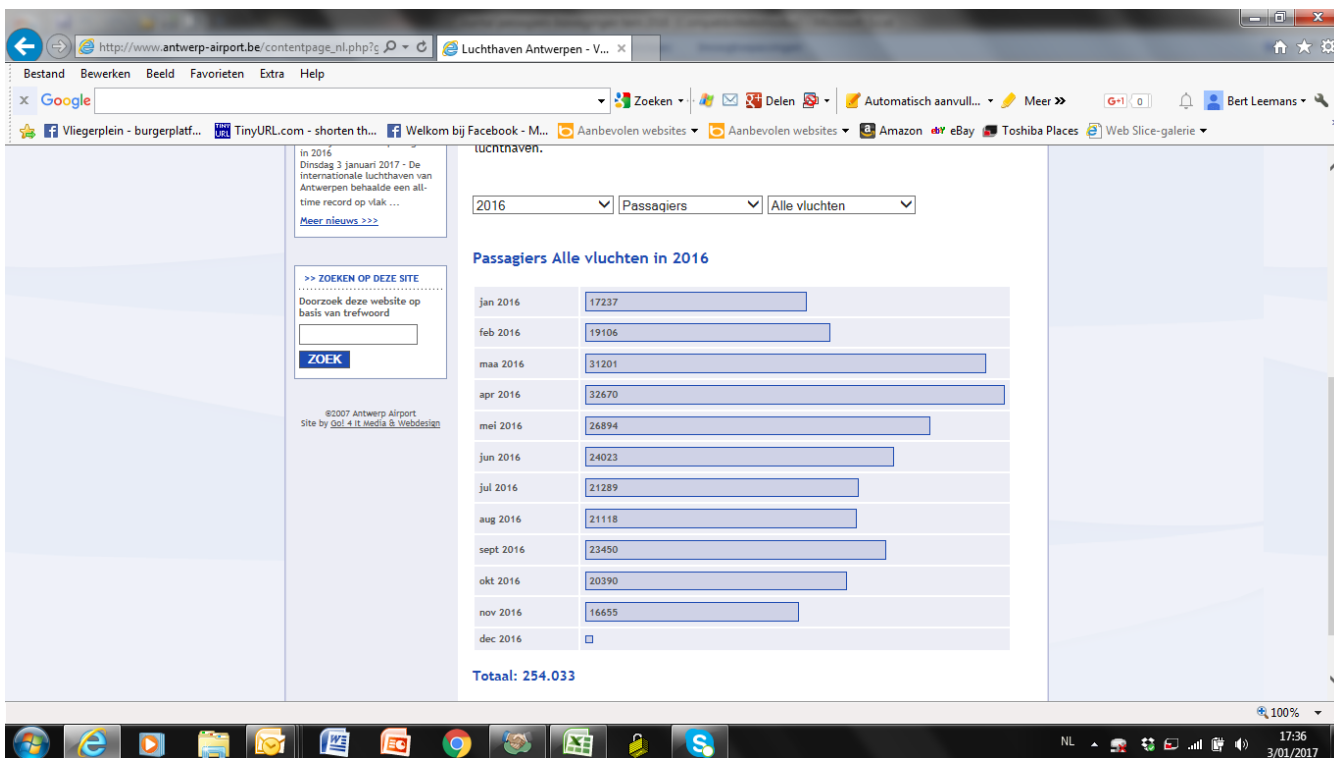 http://www.antwerp-airport.be/contentpage_nl.php?g
Luchthaven Antwerpen - V...
Bestand Bewerken Beeld Favorieten Extra Help
x Google Zoeken Delen Automatisch aanvull... Meer >> G+1 0 Bert Leemans
Vliegerplein - burgerplatf... TinyURL.com - shorten th... Welkom bij Facebook - M... Aanbevolen websites Aanbevolen websites Amazon eBay Toshiba Places Web Slice-galerie
in 2016
Dinsdag 3 januari 2017 - De
internationale luchthaven van
Antwerpen behaalde een all-
time record op vlak ...
Meer nieuws >>>
luchthaven.
2016 Passagiers Alle vluchten
Passagiers Alle vluchten in 2016
>> ZOEKEN OP DEZE SITE
Doorzoek deze website op
basis van trefwoord
ZOEK
©2007 Antwerp Airport
Site by Go! 4 It Media & Webdesign
jan 2016 17237
feb 2016 19106
maa 2016 31201
apr 2016 32670
mei 2016 26894
jun 2016 24023
jul 2016 21289
aug 2016 21118
sept 2016 23450
okt 2016 20390
nov 2016 16655
dec 2016
Totaal: 254.033
100%
NL
17:36
3/01/2017